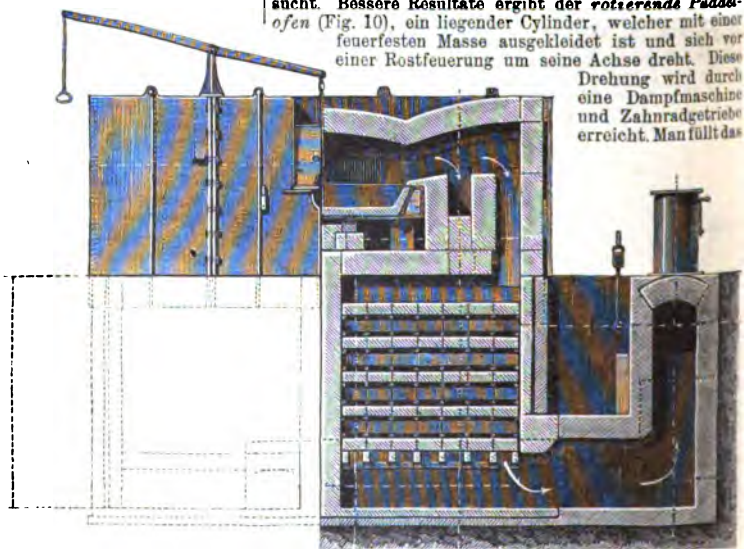 sucht. Bessere Resultate ergibt der rotierende Puddel-
ofen (Fig. 10), ein liegender Cylinder, welcher mit einer
feuerfesten Masse ausgekleidet ist und sich vor
einer Rostfeuerung um seine Achse dreht. Diese
Drehung wird durch
eine Dampfmaschine
und Zahnradgetriebe
erreicht. Man füllt das